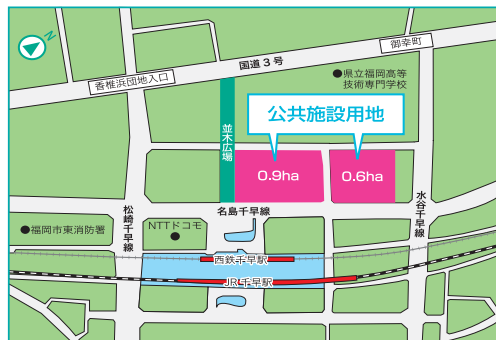 N
御幸町
国道3号
香椎浜団地入口
●県立福岡高等
技術専門学校
公共施設用地
並木広場
0.9ha
0.6ha
名島千早線
松崎千早線
水谷千早線
NTTドコモ
●福岡市東消防署
西鉄千早駅
JR千早駅